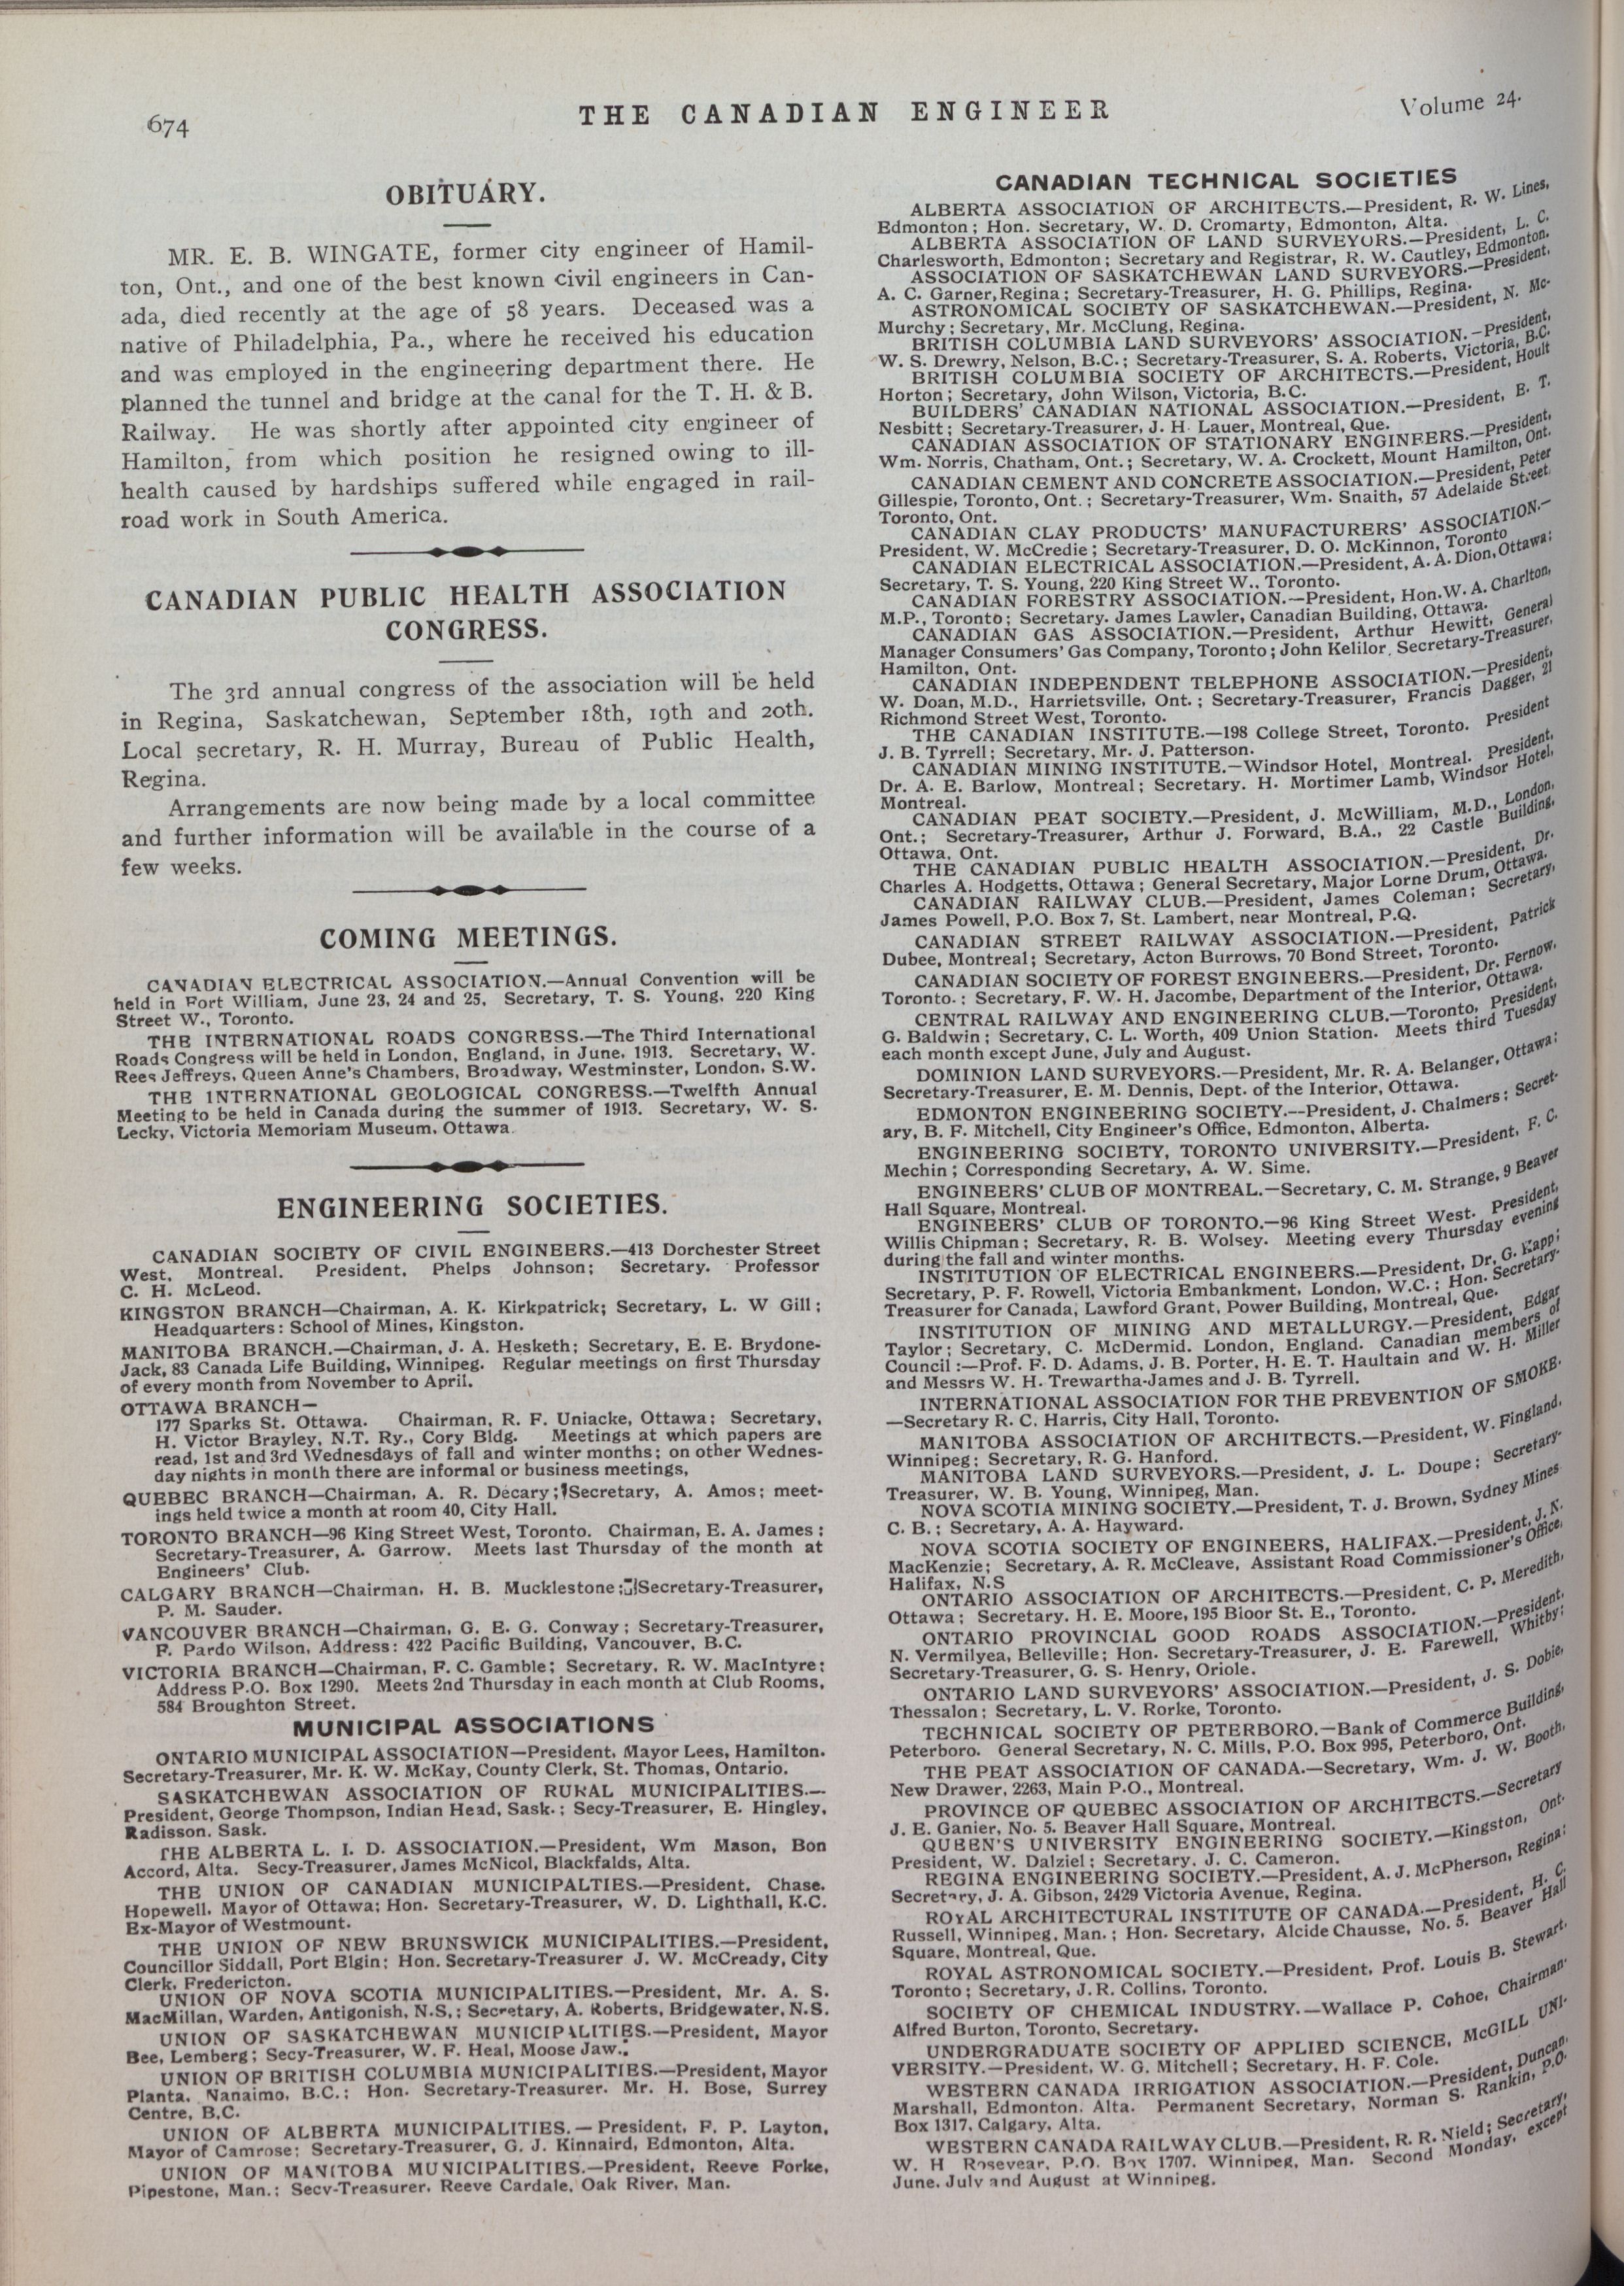 674
THE CANADIAN ENGINEER
Volume 24.
OBITUARY.
MR. E. B. WINGATE, former city engineer of Hamil-
ton, Ont., and one of the best known civil engineers in Can-
ada, died recently at the age of 58 years. Deceased was a
native of Philadelphia, Pa., where he received his education
and was employed in the engineering department there. He
planned the tunnel and bridge at the canal for the T. H. & B.
Railway. He was shortly after appointed city engineer of
Hamilton, from which position he resigned owing to ill-
health caused by hardships suffered while engaged in rail-
road work in South America.
CANADIAN PUBLIC HEALTH ASSOCIATION
CONGRESS.
The 3rd annual congress of the association will be held
in Regina, Saskatchewan, September 18th, 19th and 20th.
Local secretary, R. H. Murray, Bureau of Public Health,
Regina.
Arrangements are now being made by a local committee
and further information will be available in the course of a
few weeks.
COMING MEETINGS.
CANADIAN ELECTRICAL ASSOCIATION.—Annual Convention will be
held in Fort William, June 23, 24 and 25. Secretary, T. S. Young, 220 King
Street W., Toronto.
THE INTERNATIONAL ROADS CONGRESS.—The Third International
Roads Congress will be held in London, England, in June, 1913. Secretary, W.
Rees Jeffreys, Queen Anne's Chambers, Broadway, Westminster, London, S.W.
THE INTERNATIONAL GEOLOGICAL CONGRESS.—Twelfth Annual
Meeting to be held in Canada during the summer of 1913. Secretary, W. S.
Lecky, Victoria Memoriam Museum, Ottawa.
ENGINEERING SOCIETIES.
CANADIAN SOCIETY OF CIVIL ENGINEERS.—413 Dorchester Street
West, Montreal. President, Phelps Johnson; Secretary. Professor
C. H. McLeod.
KINGSTON BRANCH—Chairman, A. K. Kirkpatrick; Secretary, L. W Gill;
Headquarters: School of Mines, Kingston.
MANITOBA BRANCH.—Chairman, J. A. Hesketh; Secretary, E. E. Brydone-
Jack, 83 Canada Life Building, Winnipeg. Regular meetings on first Thursday
of every month from November to April.
OTTAWA BRANCH—
177 Sparks St. Ottawa. Chairman, R. F. Uniacke, Ottawa; Secretary,
H. Victor Brayley, N.T. Ry., Cory Bldg. Meetings at which papers are
read, 1st and 3rd Wednesdays of fall and winter months; on other Wednes-
day nights in month there are informal or business meetings,
QUEBEC BRANCH—Chairman, A. R. Decary; Secretary, A. Amos; meet-
ings held twice a month at room 40, City Hall.
TORONTO BRANCH—96 King Street West, Toronto. Chairman, E. A. James;
Secretary-Treasurer, A. Garrow. Meets last Thursday of the month at
Engineers' Club.
CALGARY BRANCH—Chairman, H. B. Mucklestone; Secretary-Treasurer,
P. M. Sauder.
VANCOUVER BRANCH—Chairman, G. E. G. Conway; Secretary-Treasurer,
F. Pardo Wilson, Address: 422 Pacific Building, Vancouver, B.C.
VICTORIA BRANCH—Chairman, F. C. Gamble; Secretary, R. W. MacIntyre;
Address P.O. Box 1290. Meets 2nd Thursday in each month at Club Rooms,
584 Broughton Street.
MUNICIPAL ASSOCIATIONS
ONTARIO MUNICIPAL ASSOCIATION—President, Mayor Lees, Hamilton.
Secretary-Treasurer, Mr. K. W. McKay, County Clerk, St. Thomas, Ontario.
SASKATCHEWAN ASSOCIATION OF RURAL MUNICIPALITIES.—
President, George Thompson, Indian Head, Sask.; Secy-Treasurer, E. Hingley,
Radisson, Sask.
THE ALBERTA L. I. D. ASSOCIATION.—President, Wm Mason, Bon
Accord, Alta. Secy-Treasurer, James McNicol, Blackfalds, Alta.
THE UNION OF CANADIAN MUNICIPALTIES.—President, Chase.
Hopewell. Mayor of Ottawa; Hon. Secretary-Treasurer, W. D. Lighthall, K.C.
Ex-Mayor of Westmount.
THE UNION OF NEW BRUNSWICK MUNICIPALITIES.—President,
Councillor Siddall, Port Elgin; Hon. Secretary-Treasurer J. W. McCready, City
Clerk, Fredericton.
UNION OF NOVA SCOTIA MUNICIPALITIES.—President, Mr. A. S.
MacMillan, Warden, Antigonish, N.S.; Secretary, A. Roberts, Bridgewater, N.S.
UNION OF SASKATCHEWAN MUNICIPALITIES.—President, Mayor
Bee, Lemberg; Secy-Treasurer, W. F. Heal, Moose Jaw.
UNION OF BRITISH COLUMBIA MUNICIPALITIES.—President, Mayor
Planta. Nanaimo, B.C.; Hon. Secretary-Treasurer. Mr. H. Bose, Surrey
Centre, B.C.
UNION OF ALBERTA MUNICIPALITIES.—President, F. P. Layton,
Mayor of Camrose; Secretary-Treasurer, G. J. Kinnaird, Edmonton, Alta.
UNION OF MANITOBA MUNICIPALITIES.—President, Reeve Forke,
Pipestone, Man.; Secy-Treasurer, Reeve Cardale, Oak River, Man.
CANADIAN TECHNICAL SOCIETIES
ALBERTA ASSOCIATION OF ARCHITECTS.—President, R. W. Lines,
Edmonton; Hon. Secretary, W. D. Cromarty, Edmonton, Alta.
ALBERTA ASSOCIATION OF LAND SURVEYORS.—President, L. C.
Charlesworth, Edmonton; Secretary and Registrar, R. W. Cautley, Edmonton.
ASSOCIATION OF SASKATCHEWAN LAND SURVEYORS.—President,
A. C. Garner, Regina; Secretary-Treasurer, H. G. Phillips, Regina.
ASTRONOMICAL SOCIETY OF SASKATCHEWAN.—President, N. Mc-
Murchy; Secretary, Mr. McClung, Regina.
BRITISH COLUMBIA LAND SURVEYORS' ASSOCIATION.—President,
W. S. Drewry, Nelson, B.C.; Secretary-Treasurer, S. A. Roberts, Victoria, B.C.
BRITISH COLUMBIA SOCIETY OF ARCHITECTS.—President, Hoult
Horton; Secretary, John Wilson, Victoria, B.C.
BUILDERS' CANADIAN NATIONAL ASSOCIATION.—President, E. T.
Nesbitt; Secretary-Treasurer, J. H. Lauer, Montreal, Que.
CANADIAN ASSOCIATION OF STATIONARY ENGINEERS.—President,
Wm. Norris, Chatham, Ont.; Secretary, W. A. Crockett, Mount Hamilton, Ont.
CANADIAN CEMENT AND CONCRETE ASSOCIATION.—President, Peter
Gillespie, Toronto, Ont.; Secretary-Treasurer, Wm. Snaith, 57 Adelaide Street,
Toronto, Ont.
CANADIAN CLAY PRODUCTS' MANUFACTURERS' ASSOCIATION.—
President, W. McCredie; Secretary-Treasurer, D. O. McKinnon, Toronto
CANADIAN ELECTRICAL ASSOCIATION.—President, A. A. Dion, Ottawa;
Secretary, T. S. Young, 220 King Street W., Toronto.
CANADIAN FORESTRY ASSOCIATION.—President, Hon. W. A. Charlton,
M.P., Toronto; Secretary. James Lawler, Canadian Building, Ottawa.
CANADIAN GAS ASSOCIATION.—President, Arthur Hewitt, General
Manager Consumers' Gas Company, Toronto; John Kelilor, Secretary-Treasurer,
Hamilton, Ont.
CANADIAN INDEPENDENT TELEPHONE ASSOCIATION.—President,
W. Doan, M.D., Harrietsville, Ont.; Secretary-Treasurer, Francis Dagger, 21
Richmond Street West, Toronto.
THE CANADIAN INSTITUTE.—198 College Street, Toronto. President
J. B. Tyrrell; Secretary, Mr. J. Patterson.
CANADIAN MINING INSTITUTE.—Windsor Hotel, Montreal. President,
Dr. A. E. Barlow, Montreal; Secretary. H. Mortimer Lamb, Windsor Hotel,
Montreal.
CANADIAN PEAT SOCIETY.—President, J. McWilliam, M.D., London,
Ont.; Secretary-Treasurer, Arthur J. Forward, B.A., 22 Castle Building,
Ottawa, Ont.
THE CANADIAN PUBLIC HEALTH ASSOCIATION.—President, Dr.
Charles A. Hodgetts, Ottawa; General Secretary, Major Lorne Drum, Ottawa.
CANADIAN RAILWAY CLUB.—President, James Coleman; Secretary,
James Powell, P.O. Box 7, St. Lambert, near Montreal, P.Q.
CANADIAN STREET RAILWAY ASSOCIATION.—President, Patrick
Dubee, Montreal; Secretary, Acton Burrows, 70 Bond Street, Toronto.
CANADIAN SOCIETY OF FOREST ENGINEERS.—President, Dr. Fernow,
Toronto.; Secretary, F. W. H. Jacombe, Department of the Interior, Ottawa.
CENTRAL RAILWAY AND ENGINEERING CLUB.—Toronto, President,
G. Baldwin; Secretary, C. L. Worth, 409 Union Station. Meets third Tuesday
each month except June, July and August.
DOMINION LAND SURVEYORS.—President, Mr. R. A. Belanger, Ottawa;
Secretary-Treasurer, E. M. Dennis, Dept. of the Interior, Ottawa.
EDMONTON ENGINEERING SOCIETY.—President, J. Chalmers; Secret-
ary, B. F. Mitchell, City Engineer's Office, Edmonton, Alberta.
ENGINEERING SOCIETY, TORONTO UNIVERSITY.—President, F. C.
Mechin; Corresponding Secretary, A. W. Sime.
ENGINEERS' CLUB OF MONTREAL.—Secretary, C. M. Strange, 9 Beaver
Hall Square, Montreal.
ENGINEERS' CLUB OF TORONTO.—96 King Street West. President,
Willis Chipman; Secretary, R. B. Wolsey. Meeting every Thursday evening
during the fall and winter months.
INSTITUTION OF ELECTRICAL ENGINEERS.—President, Dr. G. Kapp;
Secretary, P. F. Rowell, Victoria Embankment, London, W.C.; Hon. Secretary-
Treasurer for Canada, Lawford Grant, Power Building, Montreal, Que.
INSTITUTION OF MINING AND METALLURGY.—President, Edgar
Taylor; Secretary, C. McDermid. London, England. Canadian members of
Council:—Prof. F. D. Adams, J. B. Porter, H. E. T. Haultain and W. H. Miller
and Messrs W. H. Trewartha-James and J. B. Tyrrell.
INTERNATIONAL ASSOCIATION FOR THE PREVENTION OF SMOKE.
—Secretary R. C. Harris, City Hall, Toronto.
MANITOBA ASSOCIATION OF ARCHITECTS.—President, W. Fingland,
Winnipeg; Secretary, R. G. Hanford.
MANITOBA LAND SURVEYORS.—President, J. L. Doupe; Secretary-
Treasurer, W. B. Young, Winnipeg, Man.
NOVA SCOTIA MINING SOCIETY.—President, T. J. Brown, Sydney Mines
C. B.; Secretary, A. A. Hayward.
NOVA SCOTIA SOCIETY OF ENGINEERS, HALIFAX.—President, J. K.
MacKenzie; Secretary, A. R. McCleave, Assistant Road Commissioner's Office,
Halifax, N.S
ONTARIO ASSOCIATION OF ARCHITECTS.—President, C. P. Meredith,
Ottawa; Secretary. H. E. Moore, 195 Bloor St. E., Toronto.
ONTARIO PROVINCIAL GOOD ROADS ASSOCIATION.—President,
N. Vermilyea, Belleville; Hon. Secretary-Treasurer, J. E. Farewell, Whitby;
Secretary-Treasurer, G. S. Henry, Oriole.
ONTARIO LAND SURVEYORS' ASSOCIATION.—President, J. S. Dobie,
Thessalon; Secretary, L. V. Rorke, Toronto.
TECHNICAL SOCIETY OF PETERBORO.—Bank of Commerce Building,
Peterboro. General Secretary, N. C. Mills, P.O. Box 995, Peterboro, Ont.
THE PEAT ASSOCIATION OF CANADA.—Secretary, Wm. J. W. Booth,
New Drawer, 2263, Main P.O., Montreal.
PROVINCE OF QUEBEC ASSOCIATION OF ARCHITECTS.—Secretary
J. E. Ganier, No. 5. Beaver Hall Square, Montreal.
QUEEN'S UNIVERSITY ENGINEERING SOCIETY.—Kingston, Ont.
President, W. Dalziel; Secretary, J. C. Cameron.
REGINA ENGINEERING SOCIETY.—President, A. J. McPherson, Regina;
Secretary, J. A. Gibson, 2429 Victoria Avenue, Regina.
ROYAL ARCHITECTURAL INSTITUTE OF CANADA.—President, H. C.
Russell, Winnipeg, Man.; Hon. Secretary, Alcide Chausse, No. 5. Beaver Hall
Square, Montreal, Que.
ROYAL ASTRONOMICAL SOCIETY.—President, Prof. Louis B. Stewart,
Toronto; Secretary, J. R. Collins, Toronto.
SOCIETY OF CHEMICAL INDUSTRY.—Wallace P. Cohoe, Chairman.
Alfred Burton, Toronto, Secretary.
UNDERGRADUATE SOCIETY OF APPLIED SCIENCE, McGILL UNI-
VERSITY.—President, W. G. Mitchell; Secretary, H. F. Cole.
WESTERN CANADA IRRIGATION ASSOCIATION.—President, Duncan
Marshall, Edmonton. Alta. Permanent Secretary, Norman S. Rankin, P.O.
Box 1317, Calgary, Alta.
WESTERN CANADA RAILWAY CLUB.—President, R. R. Nield; Secretary,
W. H Rosevear, P.O. Box 1707. Winnipeg, Man. Second Monday, except
June, July and August at Winnipeg.